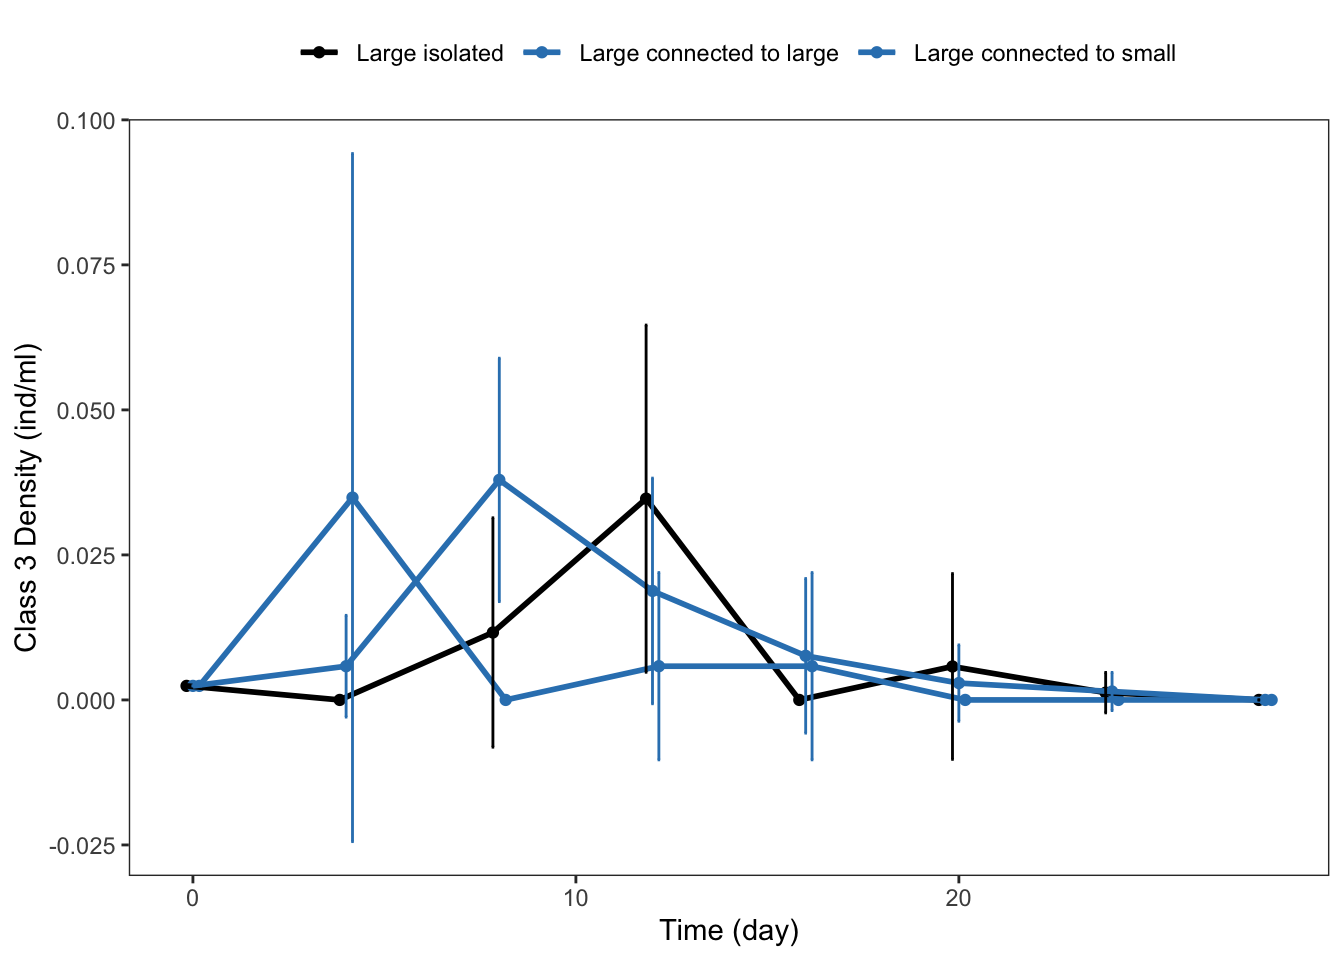 Large isolated Large connected to large Large connected to small
0.100
0.075
0.050
0.025
0.000
-0.025
Class 3 Density (ind/ml)
0 10 20
Time (day)